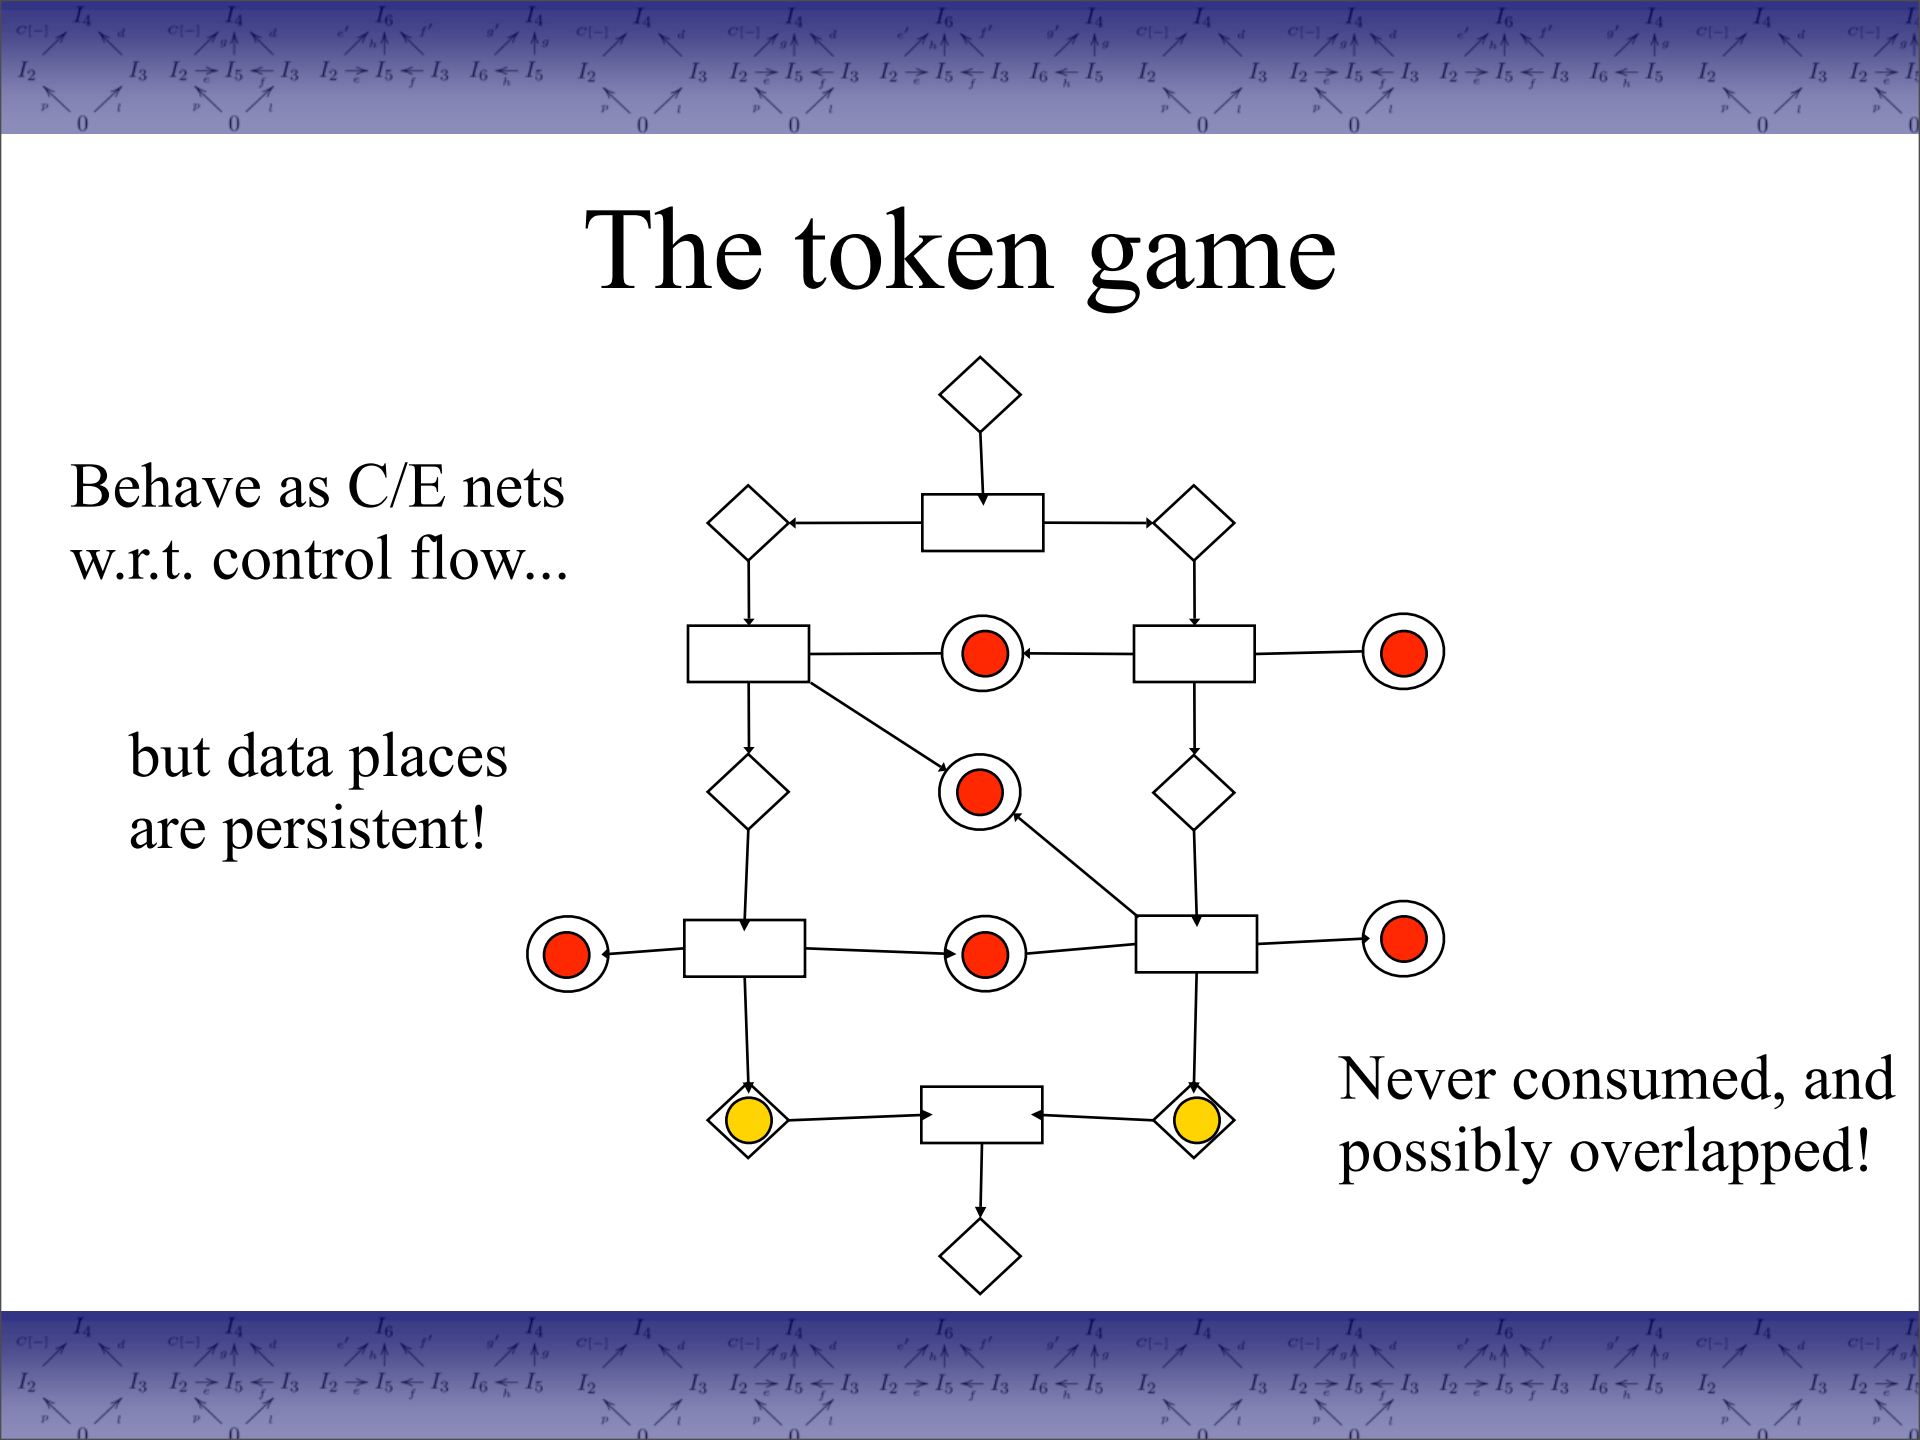 The token game
Behave as C/E nets
w.r.t. control flow...
but data places
are persistent!
Never consumed, and
possibly overlapped!